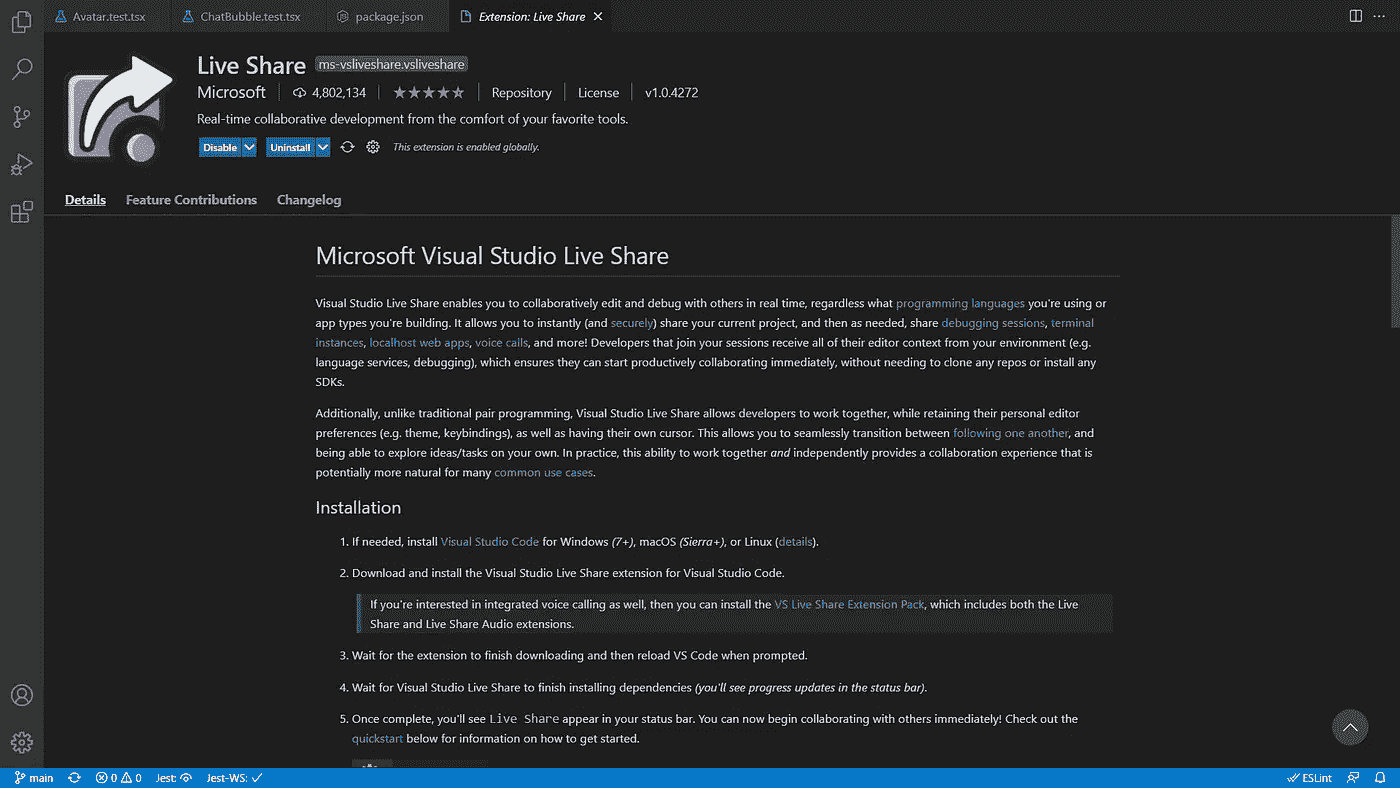 Avatar.test.tsx ChatBubble.test.tsx package.json Extension: Live Share
Live Share ms-vsliveshare.vsliveshare
Microsoft 4,802,134 Repository License v1.0.4272
Real-time collaborative development from the comfort of your favorite tools.
Disable Uninstall This extension is enabled globally.
Details Feature Contributions Changelog
Microsoft Visual Studio Live Share
Visual Studio Live Share enables you to collaboratively edit and debug with others in real time, regardless what programming languages you're using or
app types you're building. It allows you to instantly (and securely) share your current project, and then as needed, share debugging sessions, terminal
instances, localhost web apps, voice calls, and more! Developers that join your sessions receive all of their editor context from your environment (e.g.
language services, debugging), which ensures they can start productively collaborating immediately, without needing to clone any repos or install any
SDKs.
Additionally, unlike traditional pair programming, Visual Studio Live Share allows developers to work together, while retaining their personal editor
preferences (e.g. theme, keybindings), as well as having their own cursor. This allows you to seamlessly transition between following one another, and
being able to explore ideas/tasks on your own. In practice, this ability to work together and independently provides a collaboration experience that is
potentially more natural for many common use cases.
Installation
1. If needed, install Visual Studio Code for Windows (7+), macOS (Sierra+), or Linux (details).
2. Download and install the Visual Studio Live Share extension for Visual Studio Code.
If you're interested in integrated voice calling as well, then you can install the VS Live Share Extension Pack, which includes both the Live
Share and Live Share Audio extensions.
3. Wait for the extension to finish downloading and then reload VS Code when prompted.
4. Wait for Visual Studio Live Share to finish installing dependencies (you'll see progress updates in the status bar).
5. Once complete, you'll see Live Share appear in your status bar. You can now begin collaborating with others immediately! Check out the
quickstart below for information on how to get started.
main 0 0 Jest: Jest-WS: ESLint